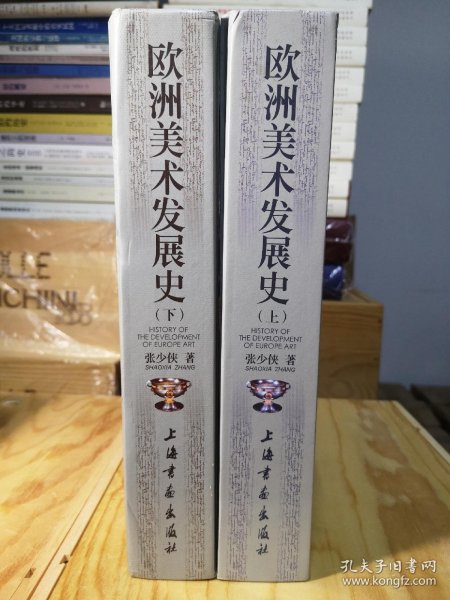 欧洲美术发展史
(下)
HISTORY OF
THE DEVELOPMENT
OF EUROPE ART
张少侠 著
SHAOXIA ZHANG
上海书画出版社
欧洲美术发展史
(上)
HISTORY OF
THE DEVELOPMENT
OF EUROPE ART
张少侠 著
SHAOXIA ZHANG
上海书画出版社
孔夫子旧书网
www.kongfz.com